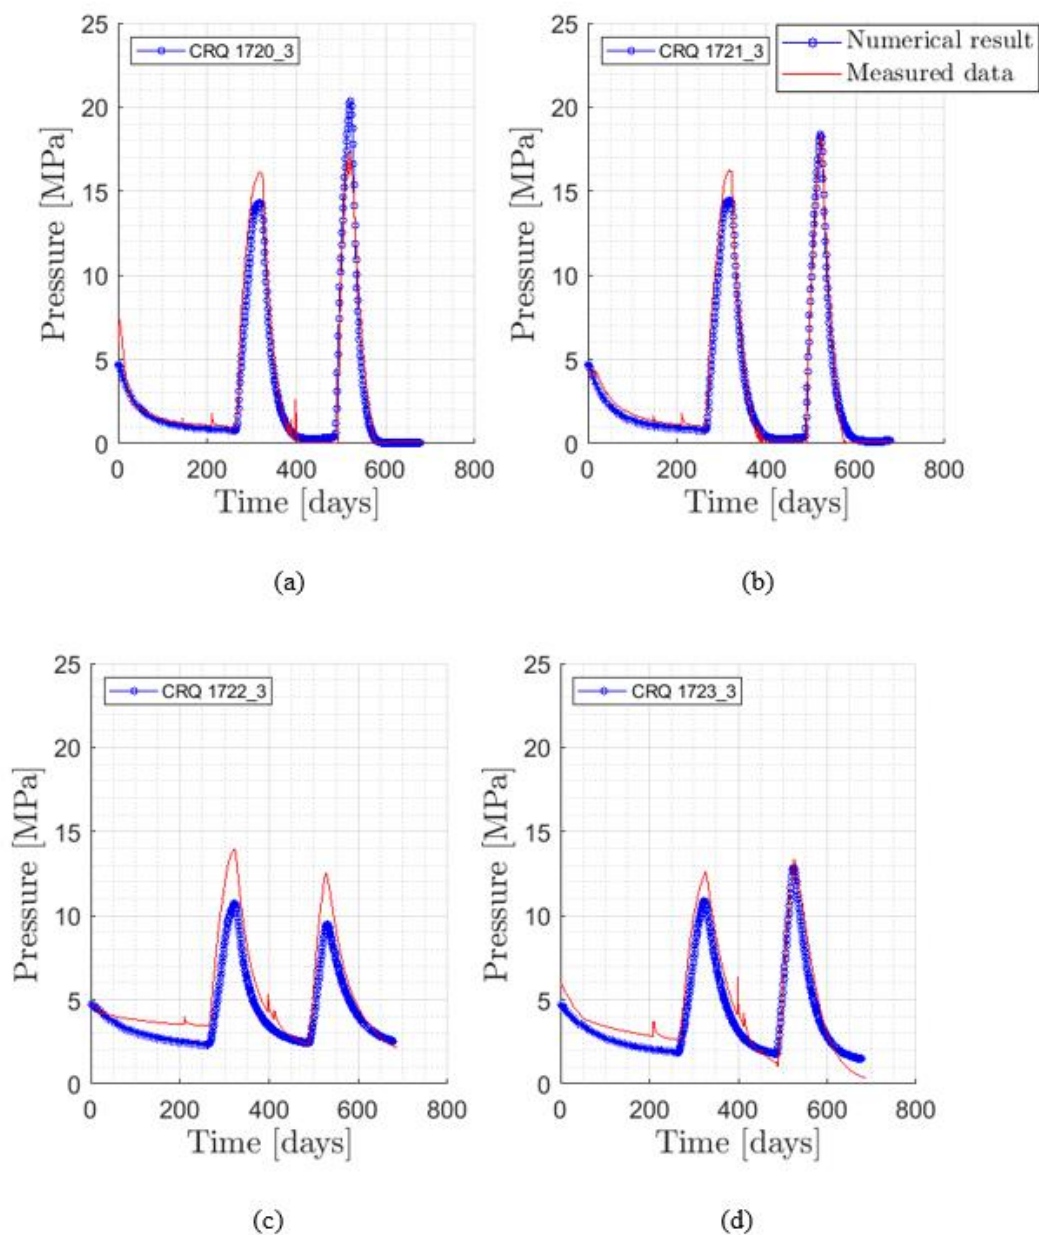 CRQ 1720_3
CRQ 1721_3
Numerical result
Measured data
25
20
15
10
5
0
Pressure [MPa]
0 200 400 600 800
Time [days]
25
20
15
10
5
0
Pressure [MPa]
0 200 400 600 800
Time [days]
(a)
(b)
CRQ 1722_3
CRQ 1723_3
25
20
15
10
5
0
Pressure [MPa]
0 200 400 600 800
Time [days]
25
20
15
10
5
0
Pressure [MPa]
0 200 400 600 800
Time [days]
(c)
(d)